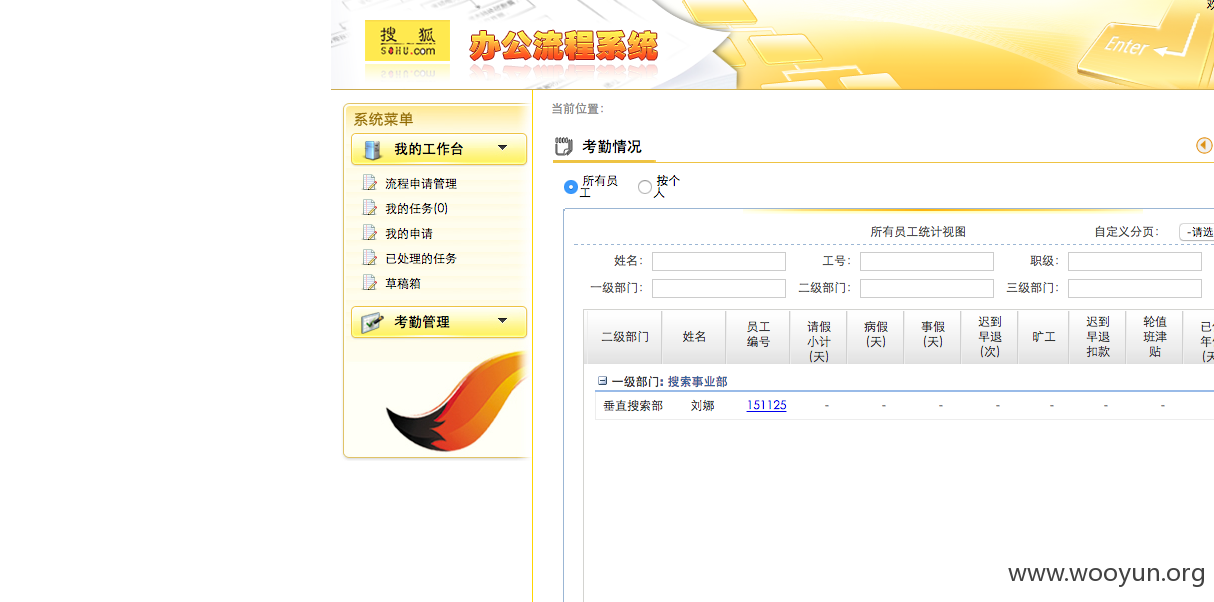 搜狐
SOHU.com
办公流程系统
Enter
系统菜单
我的工作台
流程申请管理
我的任务(0)
我的申请
已处理的任务
草稿箱
考勤管理
当前位置：
考勤情况
所有员工
按个人
所有员工统计视图
自定义分页：
-请选
姓名：
工号：
职级：
一级部门：
二级部门：
三级部门：
二级部门 姓名 员工编号 请假小计(天) 病假(天) 事假(天) 迟到早退(次) 旷工 迟到早退扣款 轮值班津贴
一级部门: 搜索事业部
垂直搜索部 刘娜 151125 - - - - - - -
www.wooyun.org